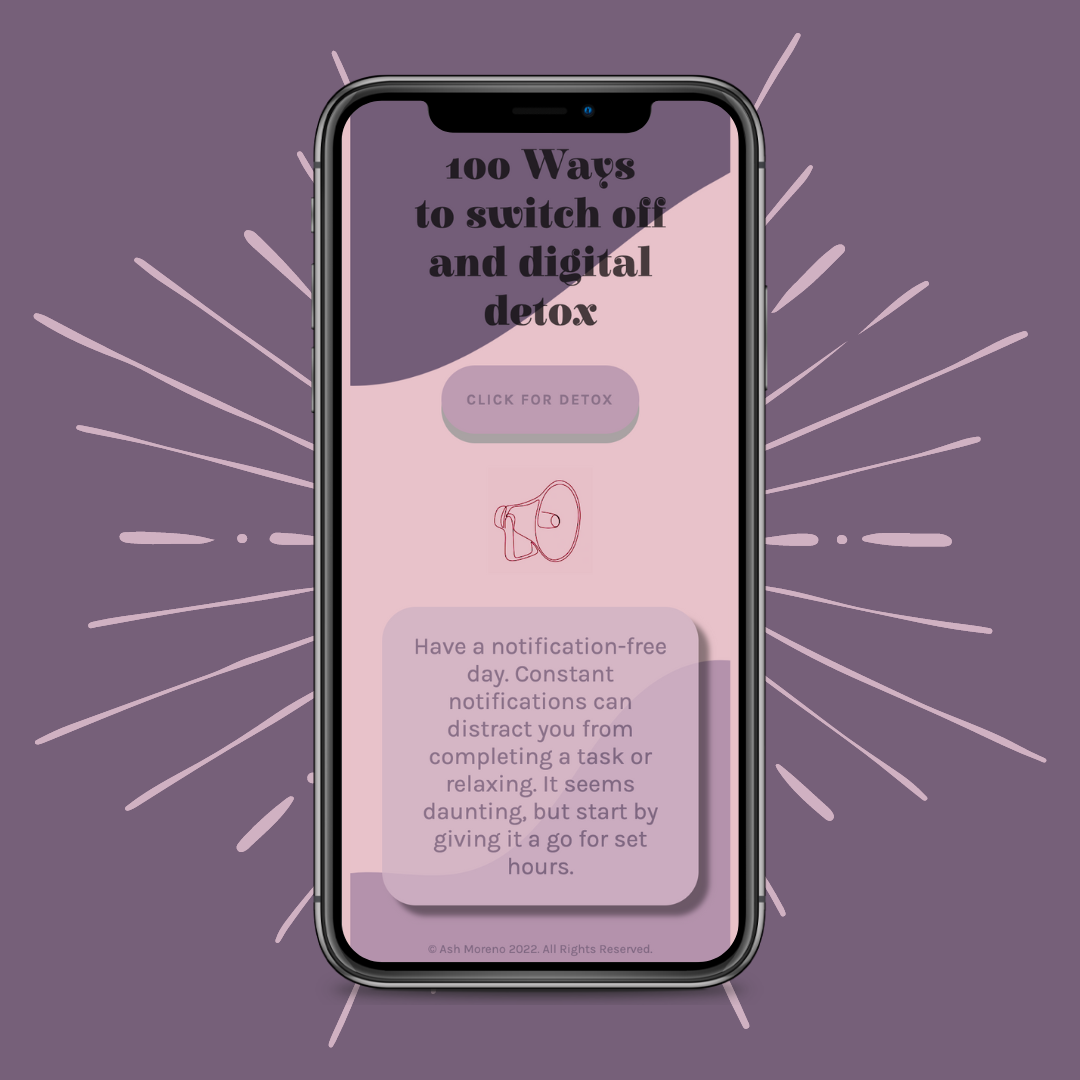 100 Ways
to switch off
and digital
detox
CLICK FOR DETOX
Have a notification-free
day. Constant
notifications can
distract you from
completing a task or
relaxing. It seems
daunting, but start by
giving it a go for set
hours.
© Ash Moreno 2022. All Rights Reserved.